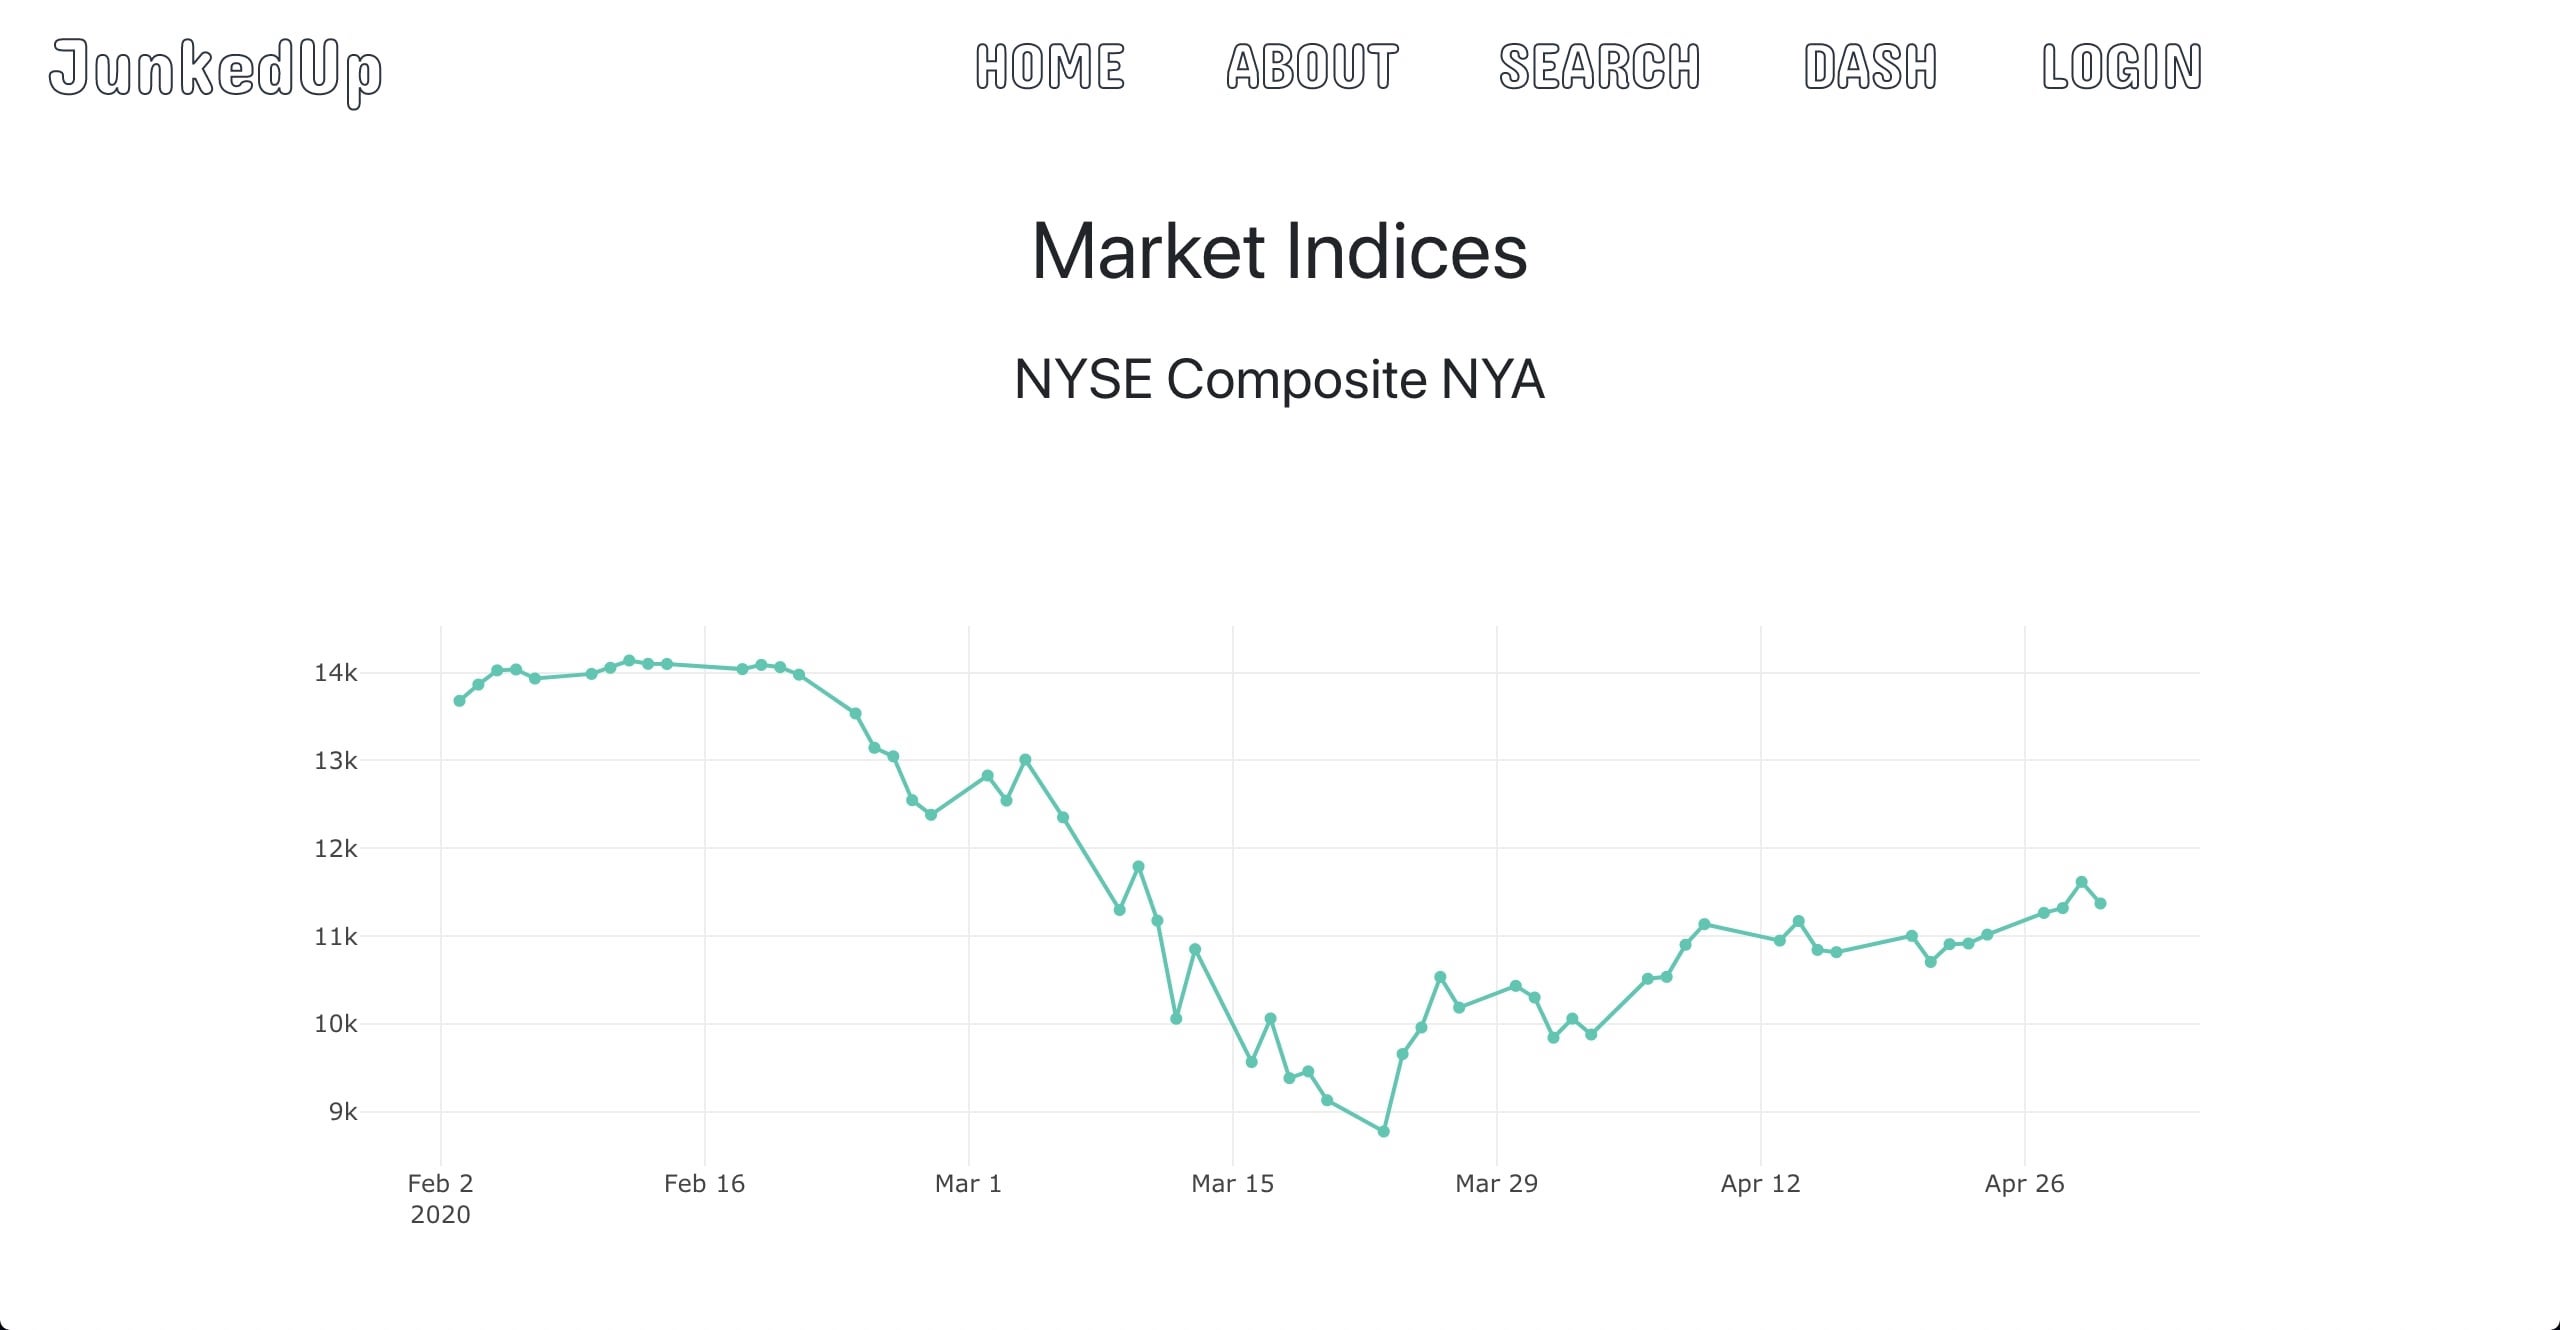 JunkedUp HOME ABOUT SEARCH DASH LOGIN
Market Indices
NYSE Composite NYA
14k
13k
12k
11k
10k
9k
Feb 2 Feb 16 Mar 1 Mar 15 Mar 29 Apr 12 Apr 26
2020